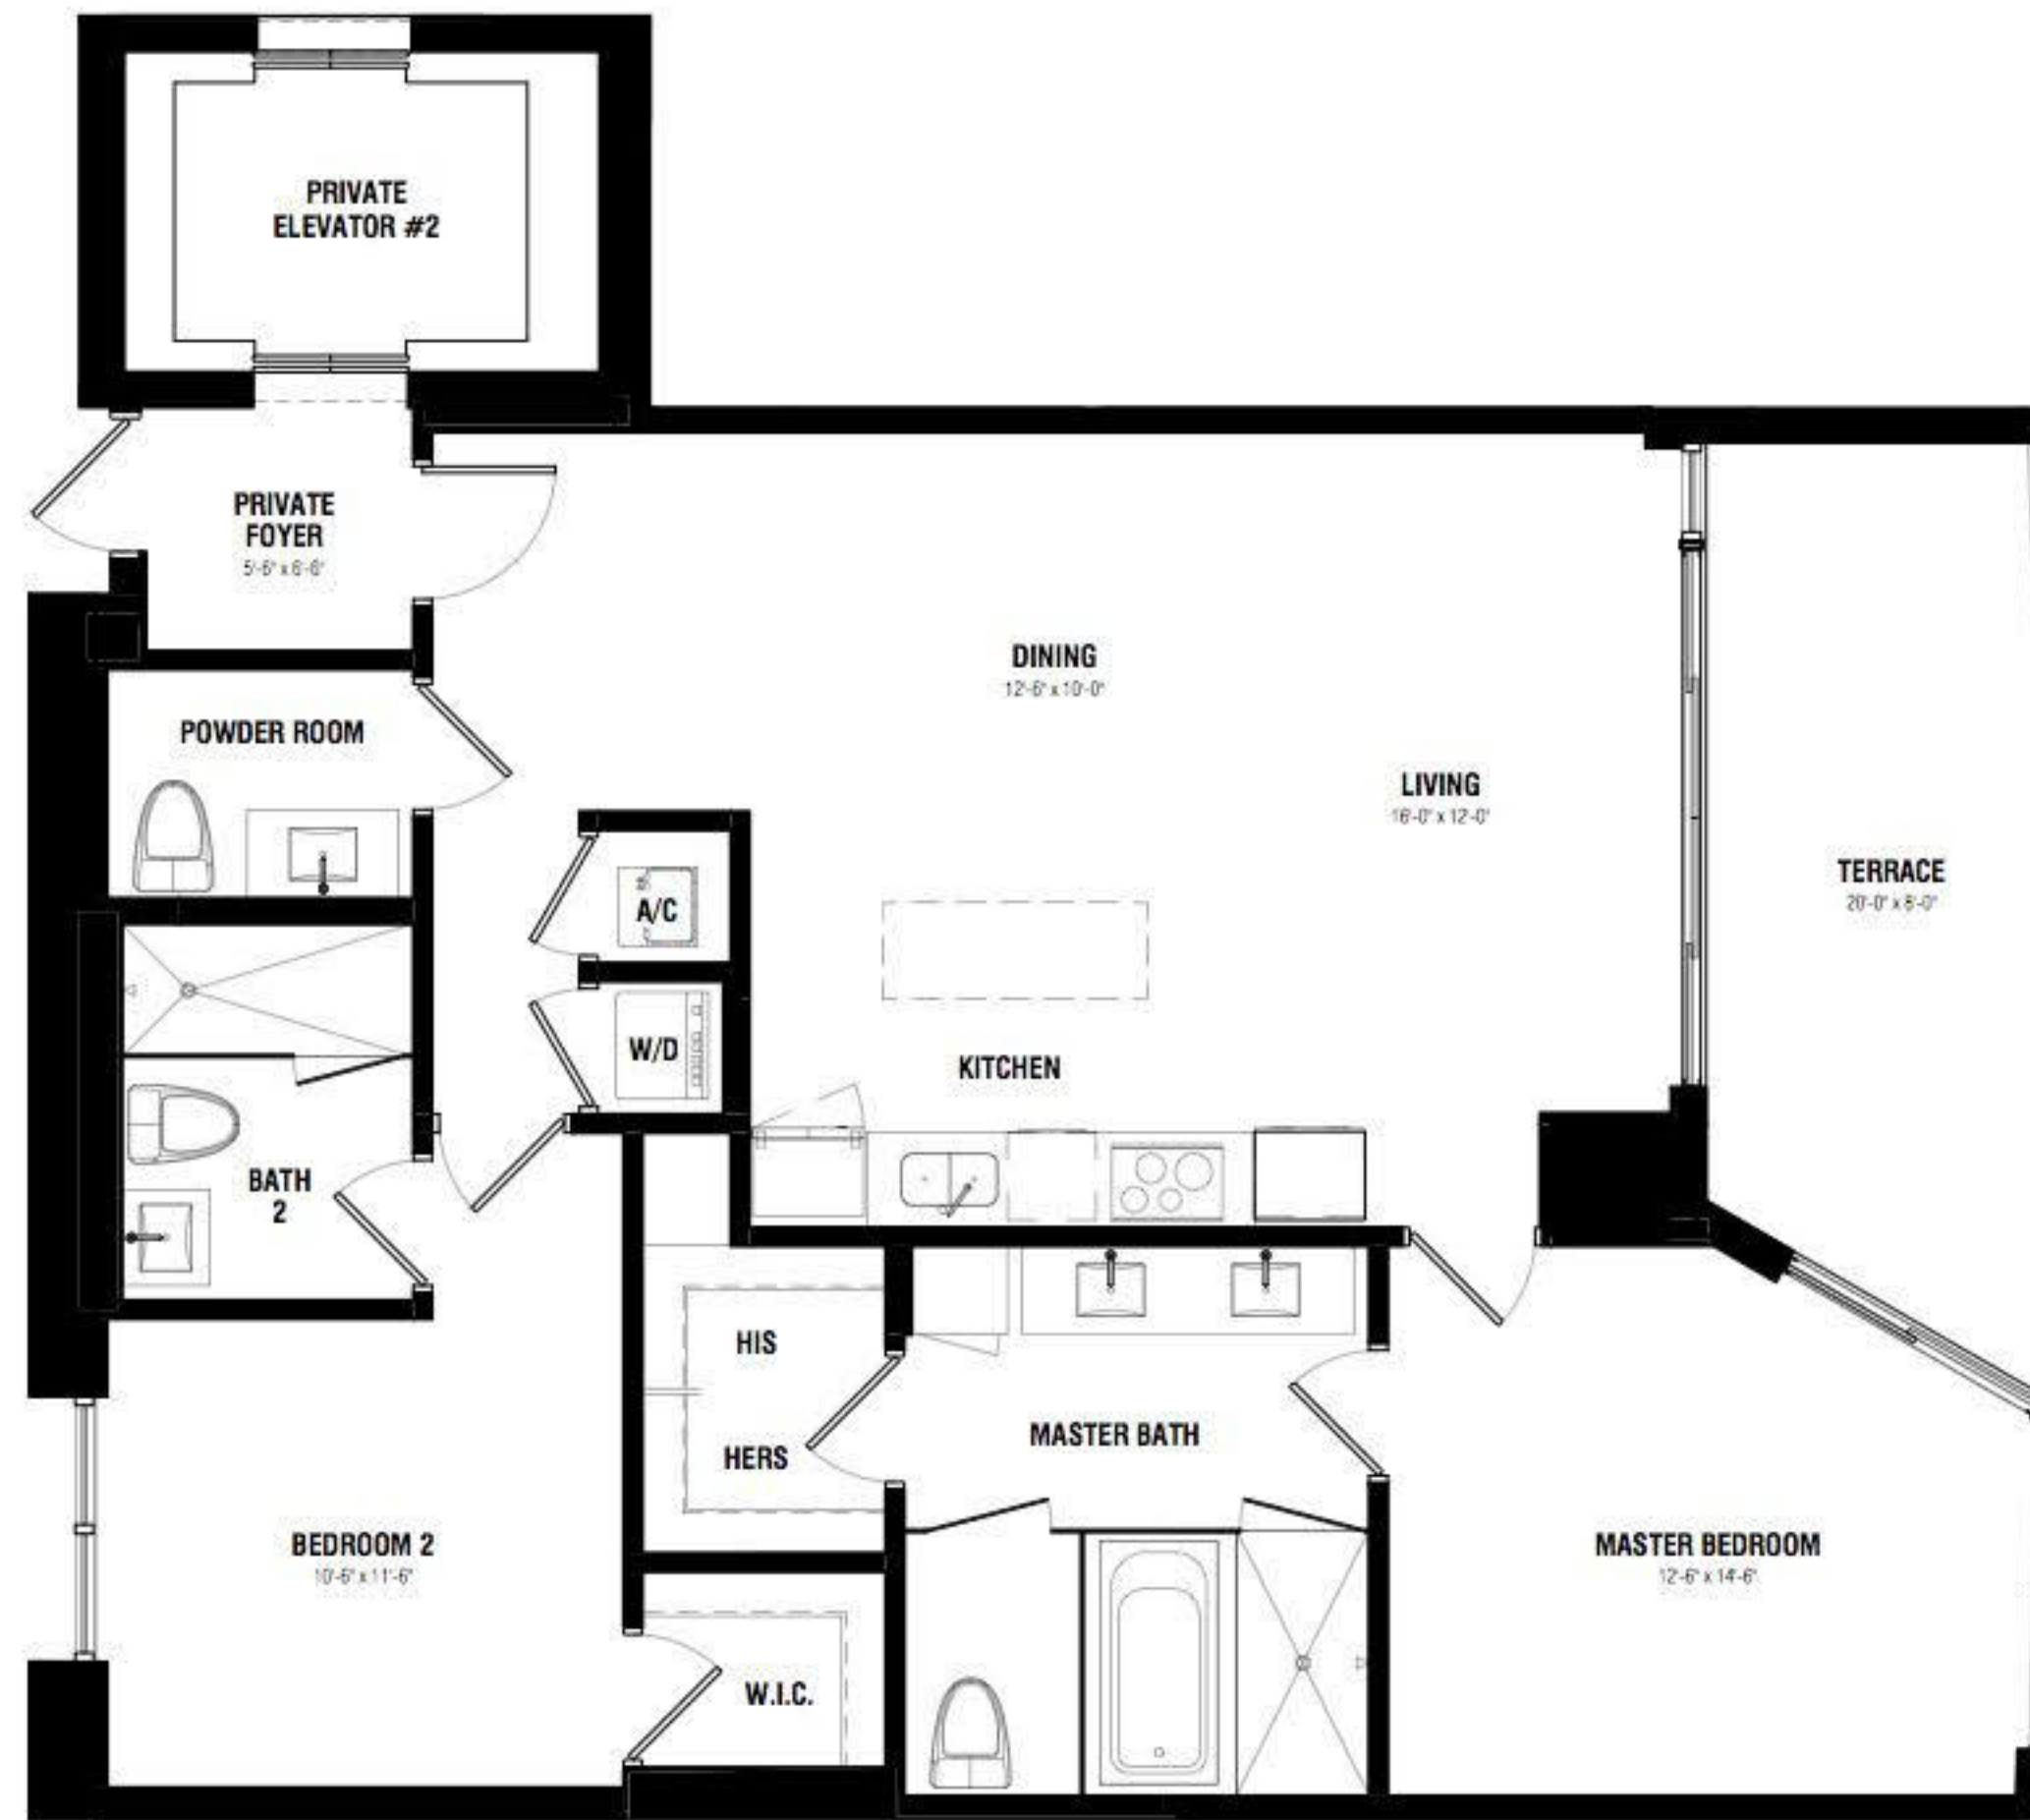 PRIVATE
ELEVATOR #2
PRIVATE
FOYER
5'-6" x 6'-6"
DINING
12'-6" x 10'-0"
POWDER ROOM
LIVING
16'-0" x 12'-0"
TERRACE
20'-0" x 8'-0"
A/C
W/D
KITCHEN
BATH
2
HIS
HERS
MASTER BATH
BEDROOM 2
10'-6" x 11'-6"
MASTER BEDROOM
12'-6" x 14'-6"
W.I.C.